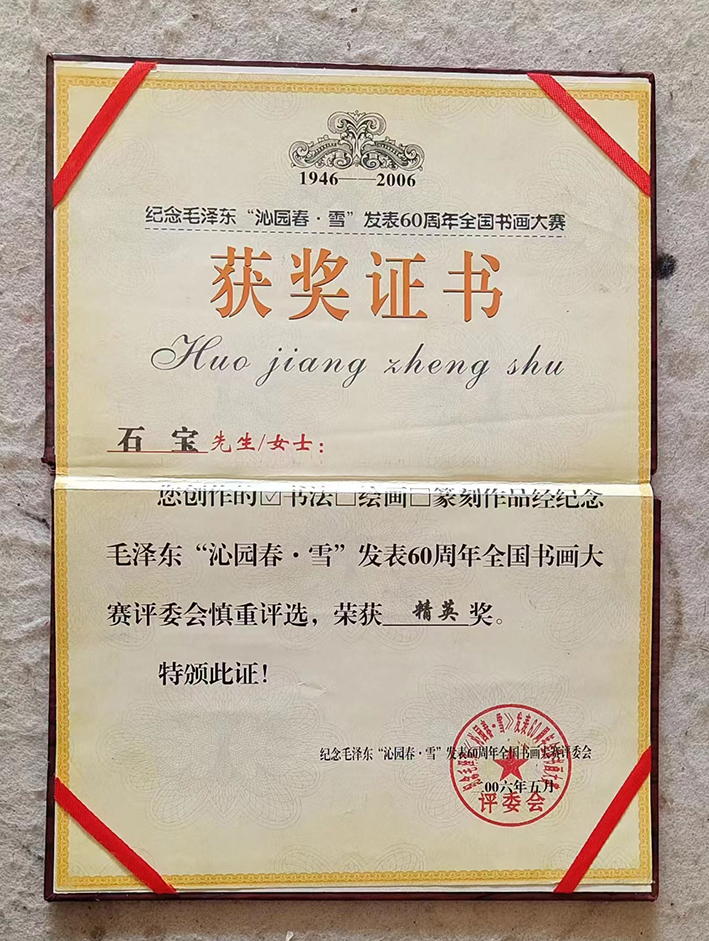 1946——2006
纪念毛泽东“沁园春·雪”发表60周年全国书画大赛
获奖证书
Huo jiang zheng shu
石 宝 先生/女士：
您创作的☑书法□绘画□篆刻作品经纪念
毛泽东“沁园春·雪”发表60周年全国书画大
赛评委会慎重评选，荣获 精英 奖。
特颁此证！
纪念毛泽东“沁园春·雪”发表60周年全国书画大赛评委会
00六年五月
评委会